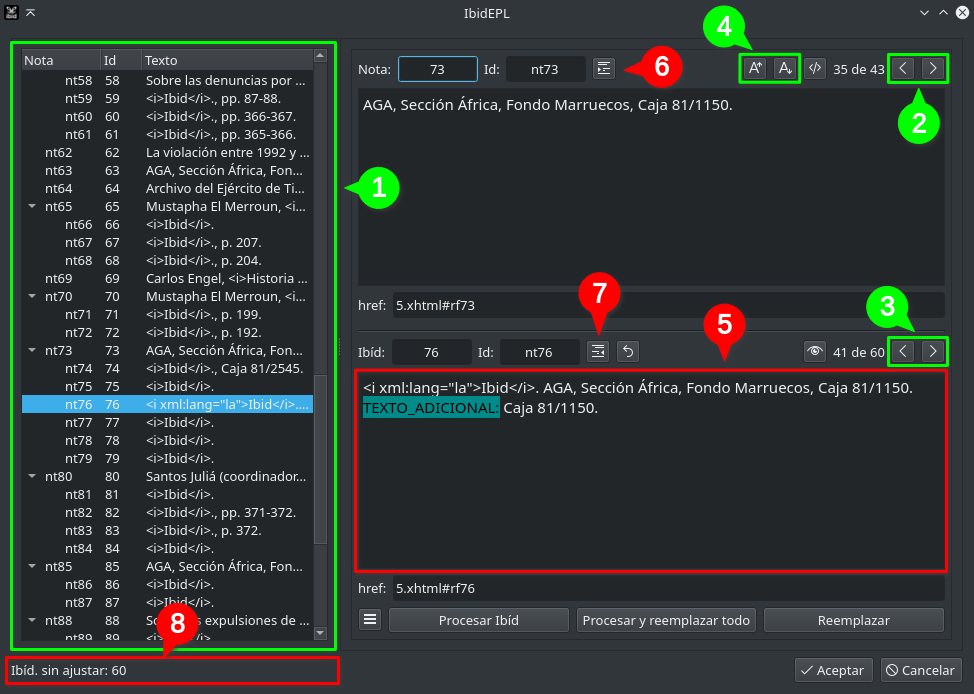 IbidEPL
Nota Id Texto
nt58 58 Sobre las denuncias por ...
nt59 59 <i>Ibid</i>, pp. 87-88.
nt60 60 <i>Ibid</i>., pp. 366-367.
nt61 61 <i>Ibid</i>., pp. 365-366.
nt62 62 La violación entre 1992 y ...
nt63 63 AGA, Sección África, Fon...
nt64 64 Archivo del Ejército de Ti...
nt65 65 Mustapha El Merroun, <i...
nt66 66 <i>Ibid</i>.
nt67 67 <i>Ibid</i>., p. 207.
nt68 68 <i>Ibid</i>., p. 204.
nt69 69 Carlos Engel, <i>Historia ...
nt70 70 Mustapha El Merroun, <i...
nt71 71 <i>Ibid</i>., p. 199.
nt72 72 <i>Ibid</i>., p. 192.
nt73 73 AGA, Sección África, Fon...
nt74 74 <i>Ibid</i>., Caja 81/2545.
nt75 75 <i>Ibid</i>.
nt76 76 <i xml:lang="la">Ibid</i>....
nt77 77 <i>Ibid</i>.
nt78 78 <i>Ibid</i>.
nt79 79 <i>Ibid</i>.
nt80 80 Santos Juliá (coordinador...
nt81 81 <i>Ibid</i>.
nt82 82 <i>Ibid</i>., pp. 371-372.
nt83 83 <i>Ibid</i>., p. 372.
nt84 84 <i>Ibid</i>.
nt85 85 AGA, Sección África, Fon...
nt86 86 <i>Ibid</i>.
nt87 87 <i>Ibid</i>.
nt88 88 expulsiones de ...
nt89 89
1
8
Ibíd. sin ajustar: 60
4
Nota: 73 Id: nt73 6 A A </> 35 de 43
2
AGA, Sección África, Fondo Marruecos, Caja 81/1150.
href: 5.xhtml#rf73
7
5
3
Ibíd: 76 Id: nt76 41 de 60
<i xml:lang="la">Ibid</i>. AGA, Sección África, Fondo Marruecos, Caja 81/1150.
TEXTO_ADICIONAL: Caja 81/1150.
href: 5.xhtml#rf76
Procesar Ibíd Procesar y reemplazar todo Reemplazar
Aceptar Cancelar